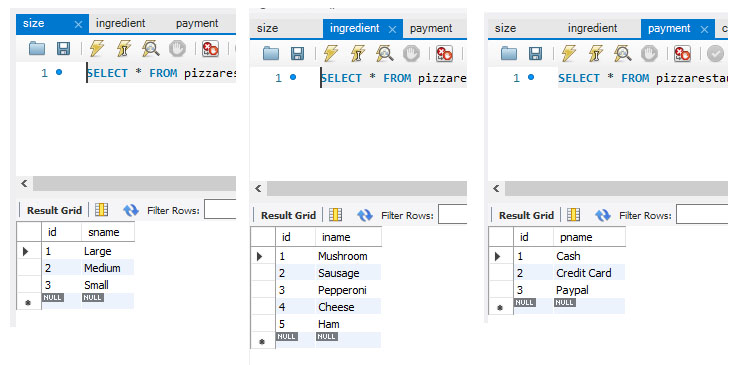 size ingredient payment
1 SELECT * FROM pizzares
Result Grid Filter Rows:
id sname
1 Large
2 Medium
3 Small
NULL NULL
size ingredient payment
1 SELECT * FROM pizzares
Result Grid Filter Rows:
id iname
1 Mushroom
2 Sausage
3 Pepperoni
4 Cheese
5 Ham
NULL NULL
size ingredient payment c
1 SELECT * FROM pizzaresta
Result Grid Filter Rows:
id pname
1 Cash
2 Credit Card
3 Paypal
NULL NULL